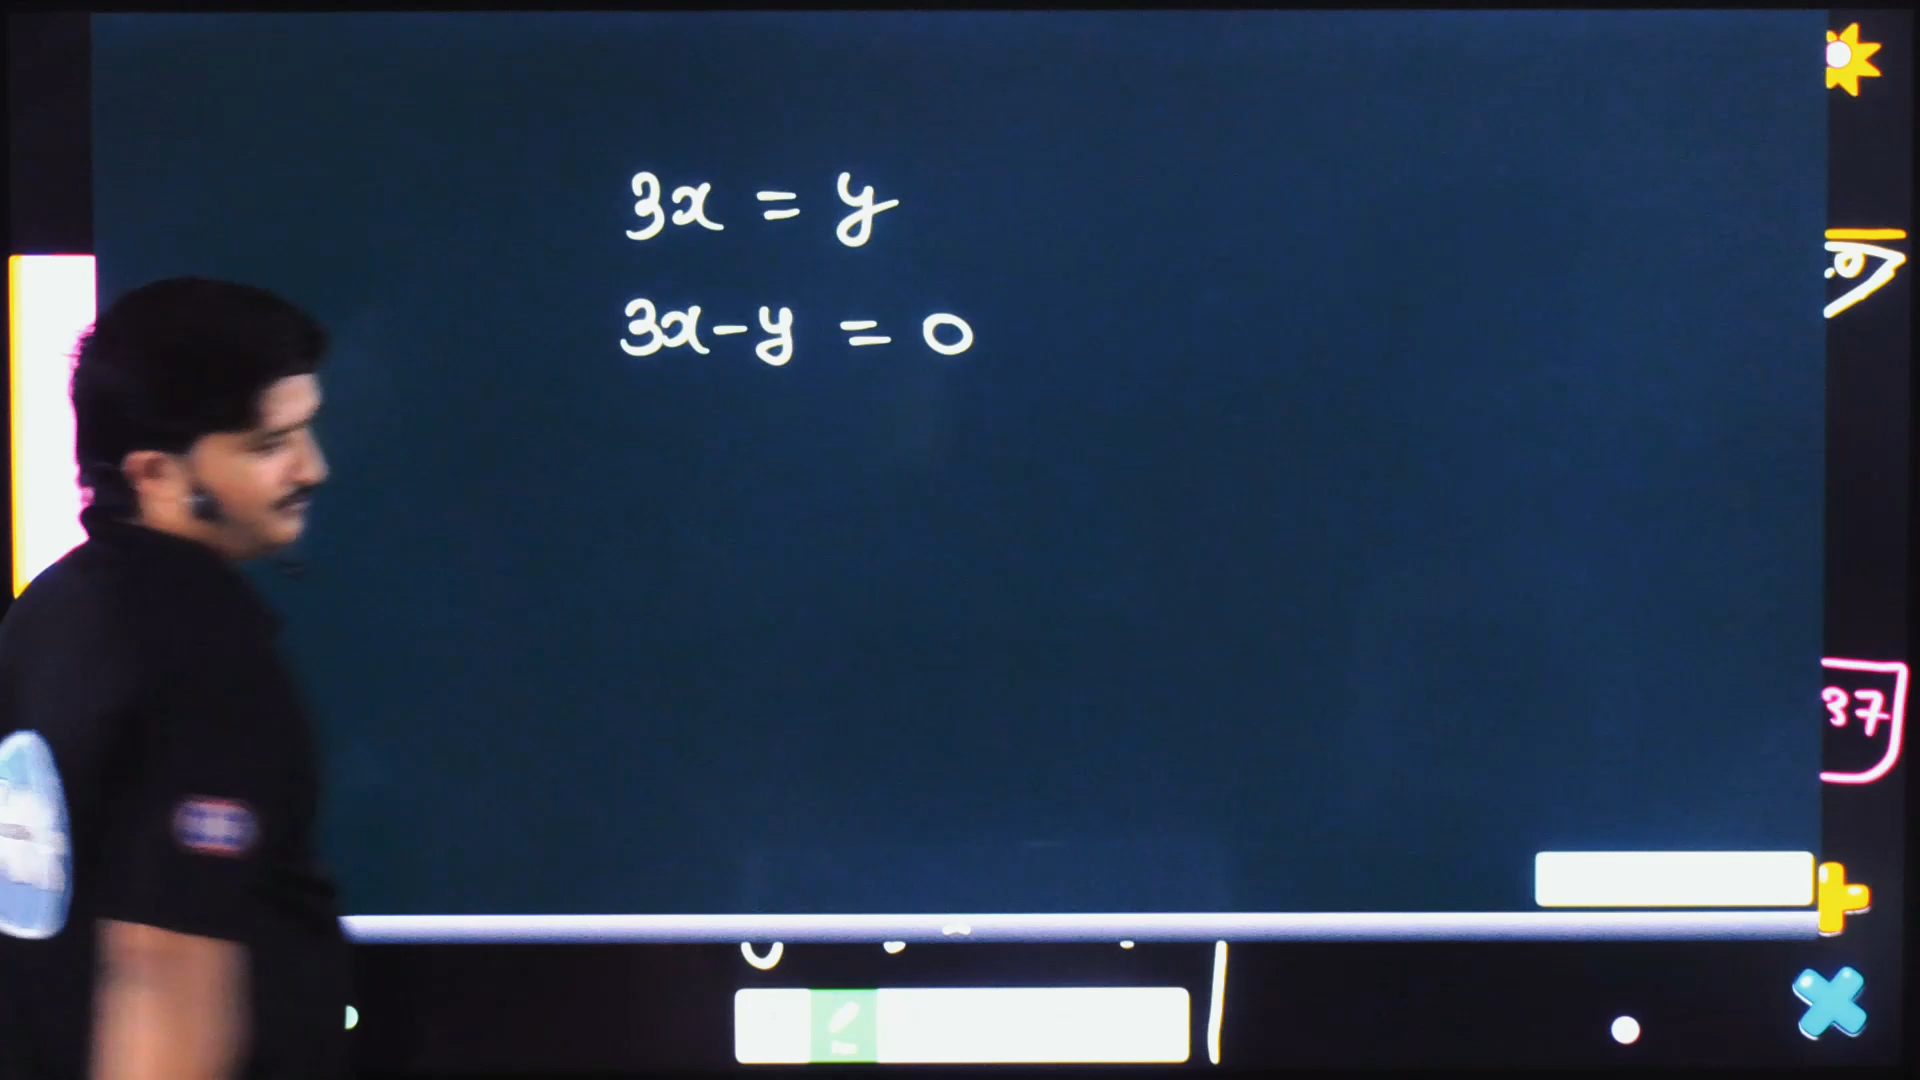 3x = y
3x-y = 0
37